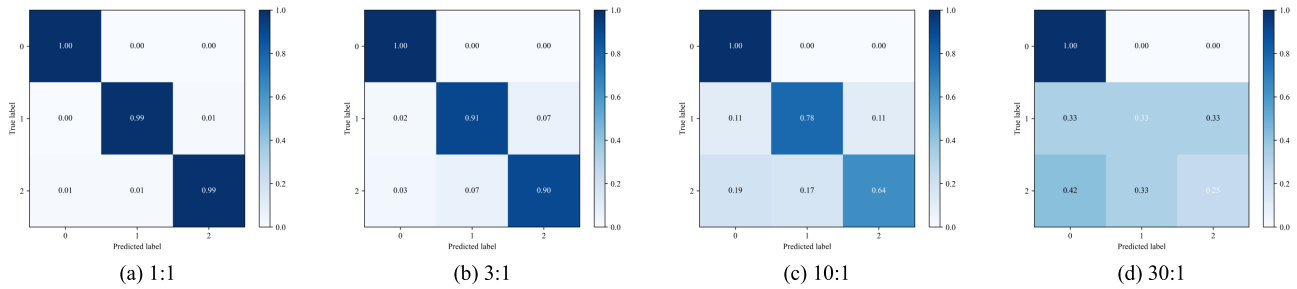 1.0
0 1.00 0.00 0.00
0.8
0.6
True label
1 0.00 0.99 0.01
0.4
2 0.01 0.01 0.99
0.2
0.0
0 1 2
Predicted label
(a) 1:1
1.0
0 1.00 0.00 0.00
0.8
0.6
True label
1 0.02 0.91 0.07
0.4
2 0.03 0.07 0.90
0.2
0.0
0 1 2
Predicted label
(b) 3:1
1.0
0 1.00 0.00 0.00
0.8
0.6
True label
1 0.11 0.78 0.11
0.4
2 0.19 0.17 0.64
0.2
0.0
0 1 2
Predicted label
(c) 10:1
1.0
0 1.00 0.00 0.00
0.8
0.6
True label
1 0.33 0.33 0.33
0.4
2 0.42 0.33 0.25
0.2
0.0
0 1 2
Predicted label
(d) 30:1